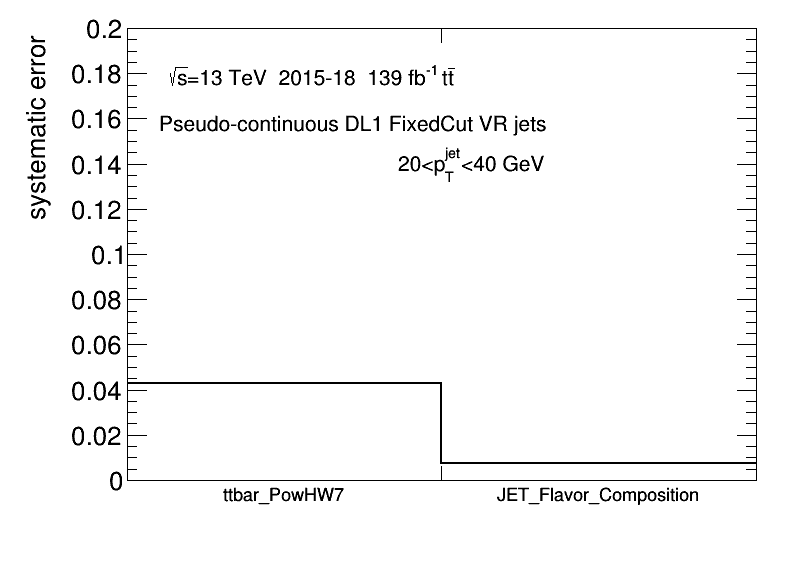 systematic error
0.2
0.18
0.16
0.14
0.12
0.1
0.08
0.06
0.04
0.02
0
√s=13 TeV 2015-18 139 fb⁻¹ tt̄
Pseudo-continuous DL1 FixedCut VR jets
20<p_T^jet<40 GeV
ttbar_PowHW7 JET_Flavor_Composition